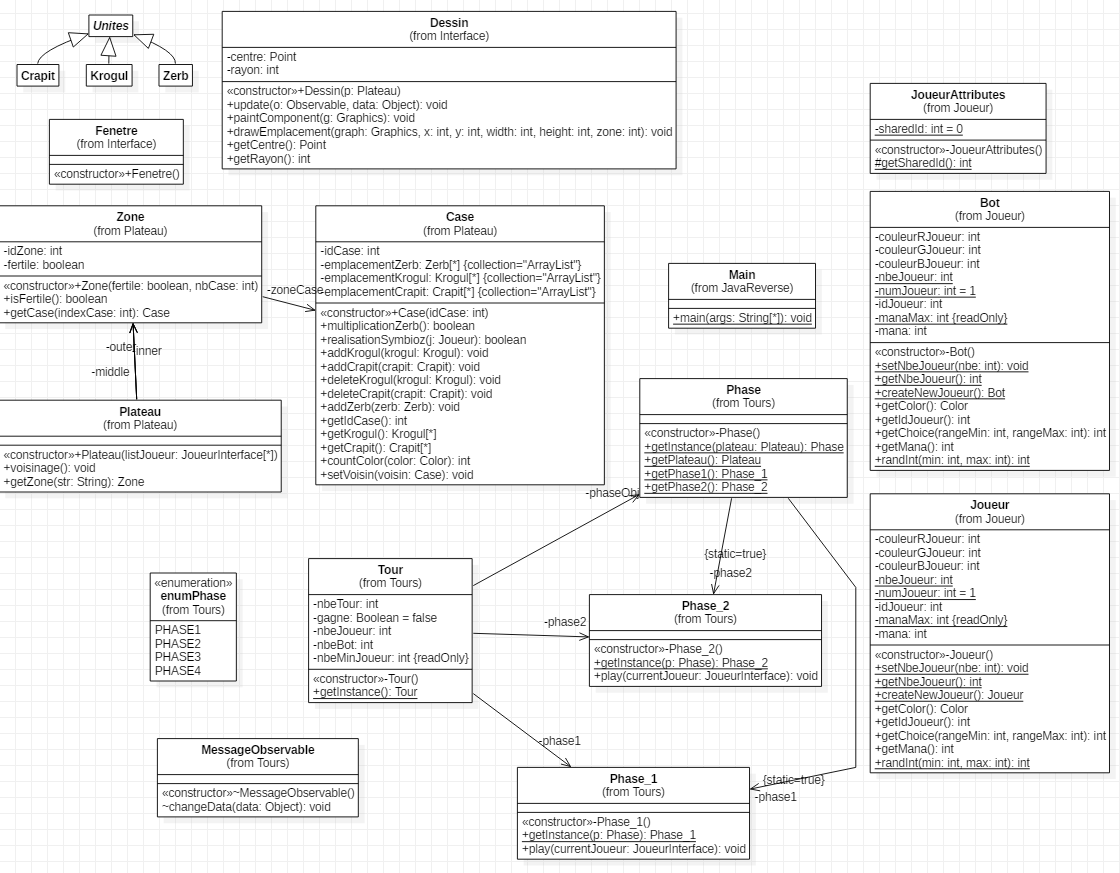 Unites
Crapit
Krogul
Zerb
Fenetre
(from Interface)
«constructor»+Fenetre()
Dessin
(from Interface)
-centre: Point
-rayon: int
«constructor»+Dessin(p: Plateau)
+update(o: Observable, data: Object): void
+paintComponent(g: Graphics): void
+drawEmplacement(graph: Graphics, x: int, y: int, width: int, height: int, zone: int): void
+getCentre(): Point
+getRayon(): int
JoueurAttributes
(from Joueur)
-sharedId: int = 0
«constructor»-JoueurAttributes()
#getSharedId(): int
Zone
(from Plateau)
-idZone: int
-fertile: boolean
«constructor»+Zone(fertile: boolean, nbCase: int)
+isFertile(): boolean
+getCase(indexCase: int): Case
-zoneCase
-outer
-inner
-middle
Plateau
(from Plateau)
«constructor»+Plateau(listJoueur: JoueurInterface[*])
+voisinage(): void
+getZone(str: String): Zone
Case
(from Plateau)
-idCase: int
-emplacementZerb: Zerb[*] {collection="ArrayList"}
-emplacementKrogul: Krogul[*] {collection="ArrayList"}
-emplacementCrapit: Crapit[*] {collection="ArrayList"}
«constructor»+Case(idCase: int)
+multiplicationZerb(): boolean
+realisationSymbioz(j: Joueur): boolean
+addKrogul(krogul: Krogul): void
+addCrapit(crapit: Crapit): void
+deleteKrogul(krogul: Krogul): void
+deleteCrapit(crapit: Crapit): void
+addZerb(zerb: Zerb): void
+getIdCase(): int
+getKrogul(): Krogul[*]
+getCrapit(): Crapit[*]
+countColor(color: Color): int
+setVoisin(voisin: Case): void
Main
(from JavaReverse)
+main(args: String[*]): void
Bot
(from Joueur)
-couleurRJoueur: int
-couleurGJoueur: int
-couleurBJoueur: int
-nbeJoueur: int
-numJoueur: int = 1
-idJoueur: int
-manaMax: int {readOnly}
-mana: int
«constructor»-Bot()
+setNbeJoueur(nbe: int): void
+getNbeJoueur(): int
+createNewJoueur(): Bot
+getColor(): Color
+getIdJoueur(): int
+getChoice(rangeMin: int, rangeMax: int): int
+getMana(): int
+randInt(min: int, max: int): int
Phase
(from Tours)
«constructor»-Phase()
+getInstance(plateau: Plateau): Phase
+getPlateau(): Plateau
+getPhase1(): Phase_1
+getPhase2(): Phase_2
-phaseObj
{static=true}
-phase2
Joueur
(from Joueur)
-couleurRJoueur: int
-couleurGJoueur: int
-couleurBJoueur: int
-nbeJoueur: int
-numJoueur: int = 1
-idJoueur: int
-manaMax: int {readOnly}
-mana: int
«constructor»-Joueur()
+setNbeJoueur(nbe: int): void
+getNbeJoueur(): int
+createNewJoueur(): Joueur
+getColor(): Color
+getIdJoueur(): int
+getChoice(rangeMin: int, rangeMax: int): int
+getMana(): int
+randInt(min: int, max: int): int
«enumeration»
enumPhase
(from Tours)
PHASE1
PHASE2
PHASE3
PHASE4
Tour
(from Tours)
-nbeTour: int
-gagne: Boolean = false
-nbeJoueur: int
-nbeBot: int
-nbeMinJoueur: int {readOnly}
«constructor»-Tour()
+getInstance(): Tour
-phase2
Phase_2
(from Tours)
«constructor»-Phase_2()
+getInstance(p: Phase): Phase_2
+play(currentJoueur: JoueurInterface): void
-phase1
MessageObservable
(from Tours)
«constructor»~MessageObservable()
~changeData(data: Object): void
Phase_1
(from Tours)
«constructor»-Phase_1()
+getInstance(p: Phase): Phase_1
+play(currentJoueur: JoueurInterface): void
{static=true}
-phase1